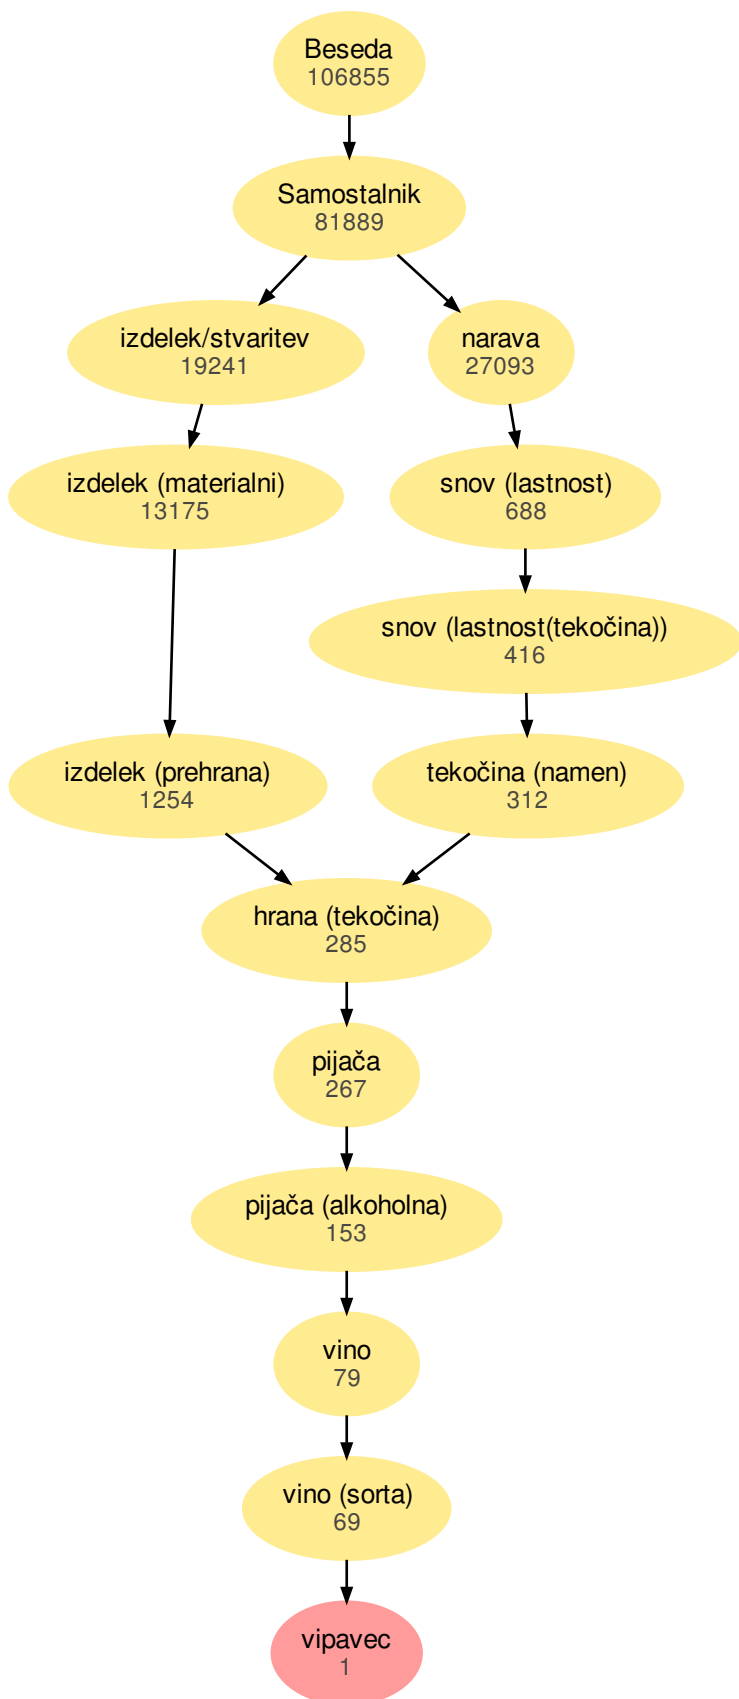 Beseda
106855
Samostalnik
81889
izdelek/stvaritev
19241
narava
27093
izdelek (materialni)
13175
snov (lastnost)
688
snov (lastnost(tekočina))
416
izdelek (prehrana)
1254
tekočina (namen)
312
hrana (tekočina)
285
pijača
267
pijača (alkoholna)
153
vino
79
vino (sorta)
69
vipavec
1